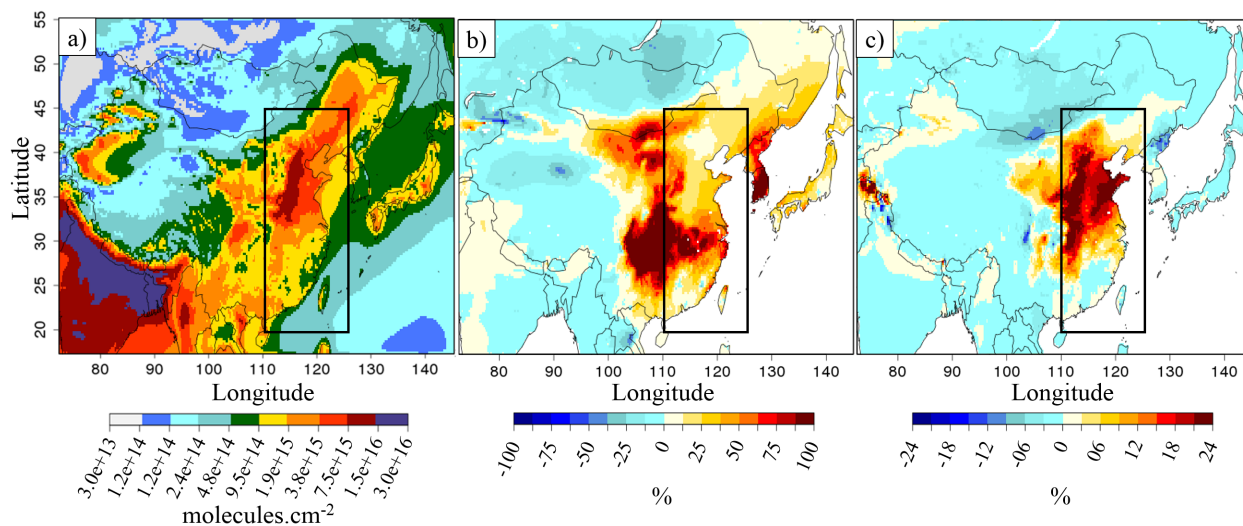 a)
b)
c)
Latitude
55
50
45
40
35
30
25
20
80 90 100 110 120 130 140
80 90 100 110 120 130 140
80 90 100 110 120 130 140
Longitude
Longitude
Longitude
3.0e+13 1.2e+14 1.2e+14 2.4e+14 4.8e+14 9.5e+14 1.9e+15 3.8e+15 7.5e+15 1.5e+16 3.0e+16
molecules.cm-2
-100 -75 -50 -25 0 25 50 75 100
%
-24 -18 -12 -06 0 06 12 18 24
%